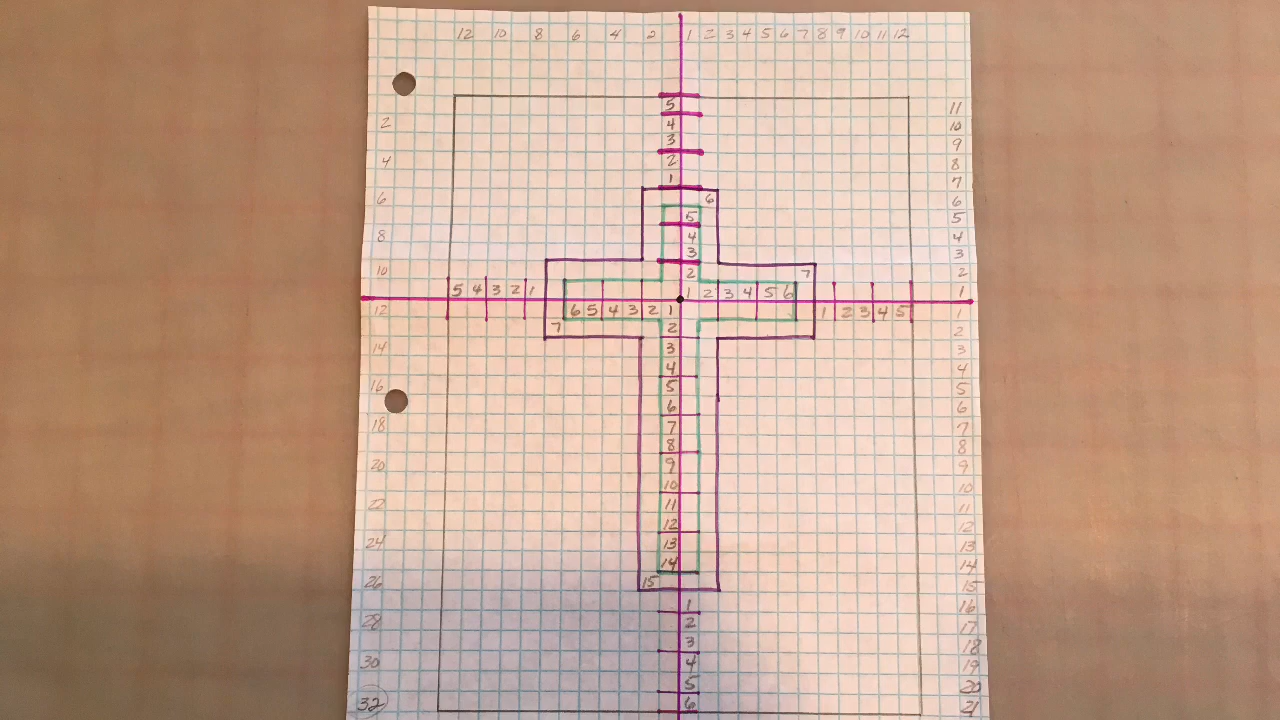 12 10 8 6 4 2 1 2 3 4 5 6 7 8 9 10 11 12
5 11
2 4 10
3 9
4 2 8
1 7
6 6 6
5 5
8 4 4
3 3
10 2 7 2
5 4 3 2 1 1 2 3 4 5 6 1
12 6 5 4 3 2 1 1 2 3 4 5 1
7 2 2
14 3 3
4 4
16 5 5
6 6
18 7 7
8 8
20 9 9
10 10
22 11 11
12 12
24 13 13
14 14
26 15 15
1 16
28 2 17
3 18
30 4 19
5 20
32 6 21